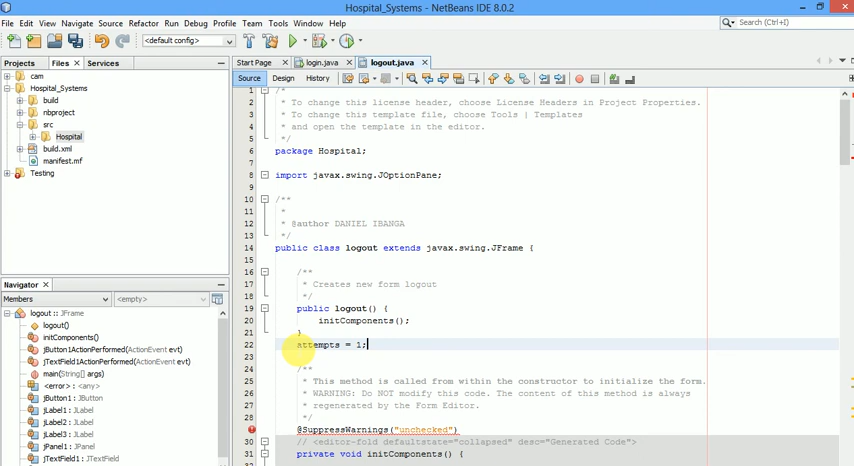 Hospital_Systems - NetBeans IDE 8.0.2
File Edit View Navigate Source Refactor Run Debug Profile Team Tools Window Help
Search (Ctrl+I)
<default config>
Projects Files Services
cam
Hospital_Systems
build
nbproject
src
Hospital
build.xml
manifest.mf
Testing
Navigator
Members <empty>
logout :: JFrame
logout()
initComponents()
jButton1ActionPerformed(ActionEvent evt)
jTextField1ActionPerformed(ActionEvent evt)
main(String[] args)
<error> : <any>
jButton1 : JButton
jLabel1 : JLabel
jLabel2 : JLabel
jLabel3 : JLabel
jPanel1 : JPanel
jTextField1 : JTextField
Start Page login.java logout.java
Source Design History
1 /*
2 * To change this license header, choose License Headers in Project Properties.
3 * To change this template file, choose Tools | Templates
4 * and open the template in the editor.
5 */
6 package Hospital;
7
8 import javax.swing.JOptionPane;
9
10 /**
11 *
12 * @author DANIEL IBANGA
13 */
14 public class logout extends javax.swing.JFrame {
15
16 /**
17 * Creates new form logout
18 */
19 public logout() {
20 initComponents();
21 }
22 attempts = 1;
23
24 /**
25 * This method is called from within the constructor to initialize the form.
26 * WARNING: Do NOT modify this code. The content of this method is always
27 * regenerated by the Form Editor.
28 */
@SuppressWarnings("unchecked")
30 // <editor-fold defaultstate="collapsed" desc="Generated Code">
31 private void initComponents() {